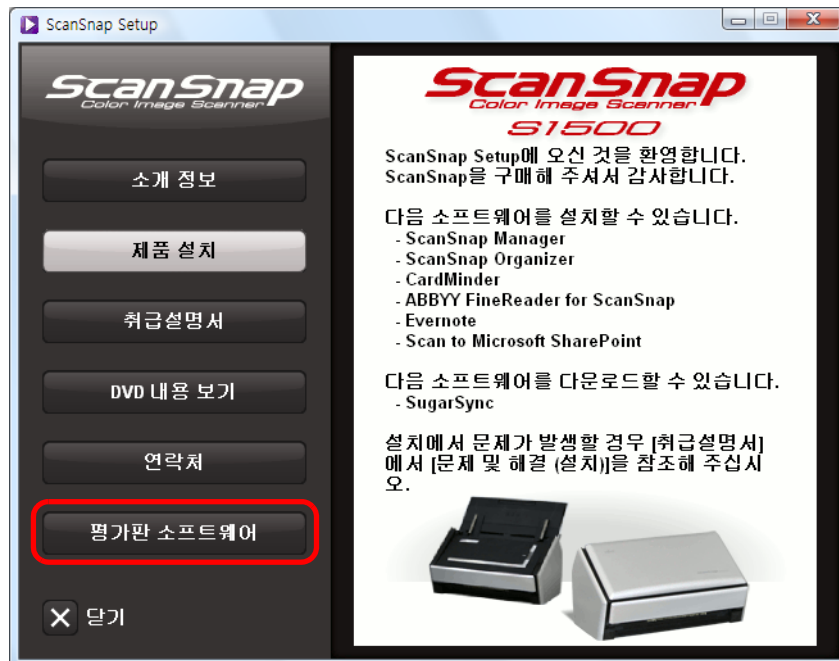 ScanSnap Setup
ScanSnap
Color Image Scanner
소개 정보
제품 설치
취급설명서
DVD 내용 보기
연락처
평가판 소프트웨어
닫기
ScanSnap
Color Image Scanner
S1500
ScanSnap Setup에 오신 것을 환영합니다.
ScanSnap을 구매해 주셔서 감사합니다.
다음 소프트웨어를 설치할 수 있습니다.
- ScanSnap Manager
- ScanSnap Organizer
- CardMinder
- ABBYY FineReader for ScanSnap
- Evernote
- Scan to Microsoft SharePoint
다음 소프트웨어를 다운로드할 수 있습니다.
- SugarSync
설치에서 문제가 발생할 경우 [취급설명서]
에서 [문제 및 해결 (설치)]을 참조해 주십시
오.